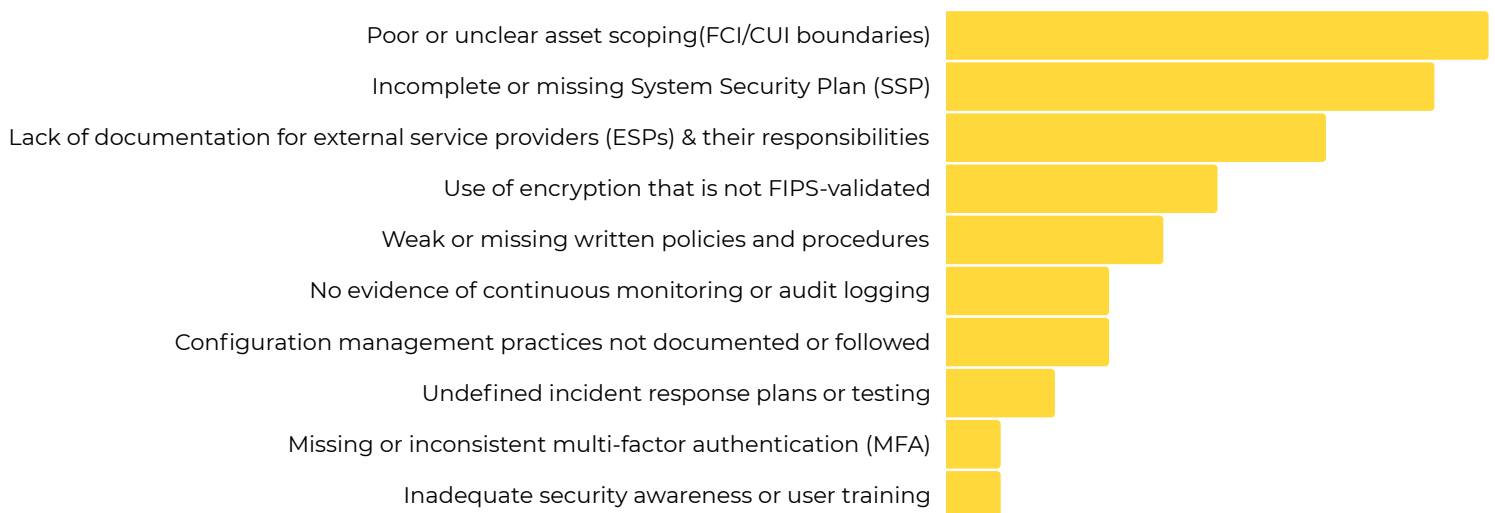 Poor or unclear asset scoping(FCI/CUI boundaries)
Incomplete or missing System Security Plan (SSP)
Lack of documentation for external service providers (ESPs) & their responsibilities
Use of encryption that is not FIPS-validated
Weak or missing written policies and procedures
No evidence of continuous monitoring or audit logging
Configuration management practices not documented or followed
Undefined incident response plans or testing
Missing or inconsistent multi-factor authentication (MFA)
Inadequate security awareness or user training